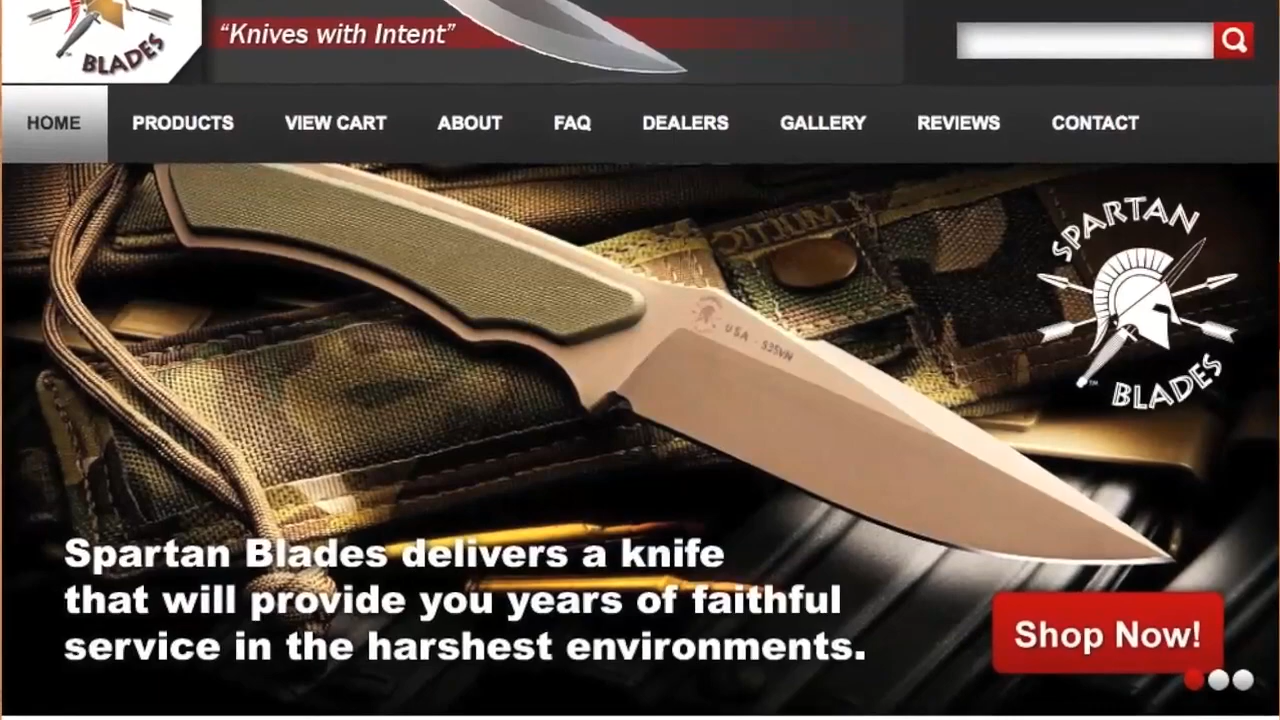 BLADES
“Knives with Intent”
HOME PRODUCTS VIEW CART ABOUT FAQ DEALERS GALLERY REVIEWS CONTACT
SPARTAN
BLADES
™
USA - S35VN
Spartan Blades delivers a knife
that will provide you years of faithful
service in the harshest environments.
Shop Now!